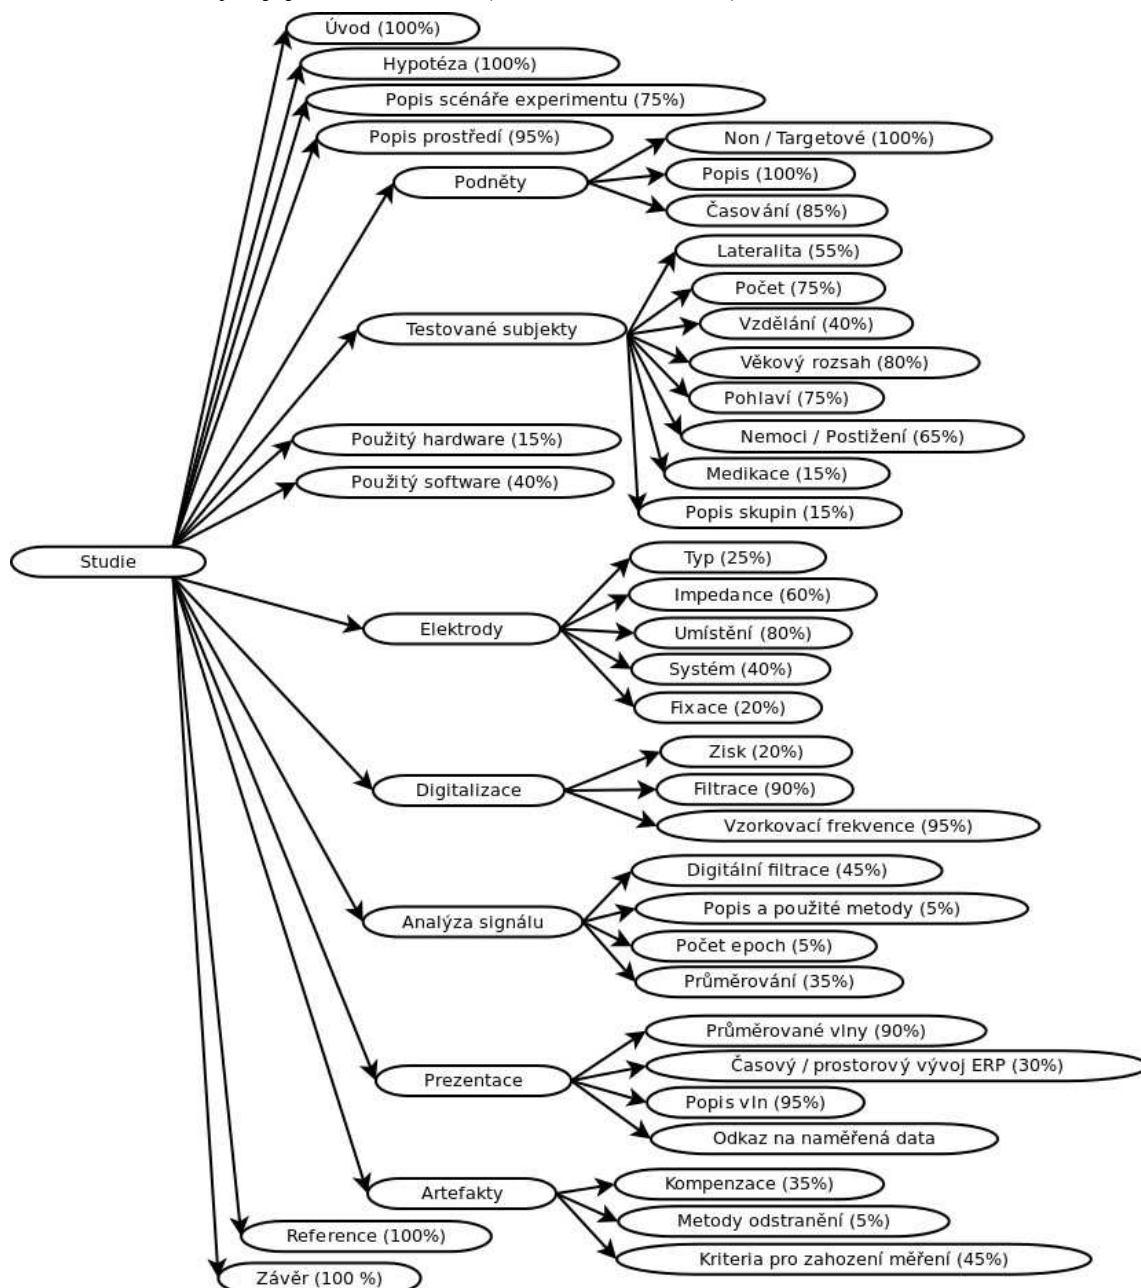 Úvod (100%)
Hypotéza (100%)
Popis scénáře experimentu (75%)
Popis prostředí (95%)
Podněty
Non / Targetové (100%)
Popis (100%)
Časování (85%)
Testované subjekty
Lateralita (55%)
Počet (75%)
Vzdělání (40%)
Věkový rozsah (80%)
Pohlaví (75%)
Nemoci / Postižení (65%)
Medikace (15%)
Popis skupin (15%)
Použitý hardware (15%)
Použitý software (40%)
Studie
Elektrody
Typ (25%)
Impedance (60%)
Umístění (80%)
Systém (40%)
Fixace (20%)
Digitalizace
Zisk (20%)
Filtrace (90%)
Vzorkovací frekvence (95%)
Analýza signálu
Digitální filtrace (45%)
Popis a použité metody (5%)
Počet epoch (5%)
Průměrování (35%)
Prezentace
Průměrované vlny (90%)
Časový / prostorový vývoj ERP (30%)
Popis vln (95%)
Odkaz na naměřená data
Artefakty
Kompenzace (35%)
Metody odstranění (5%)
Kriteria pro zahození měření (45%)
Reference (100%)
Závěr (100 %)